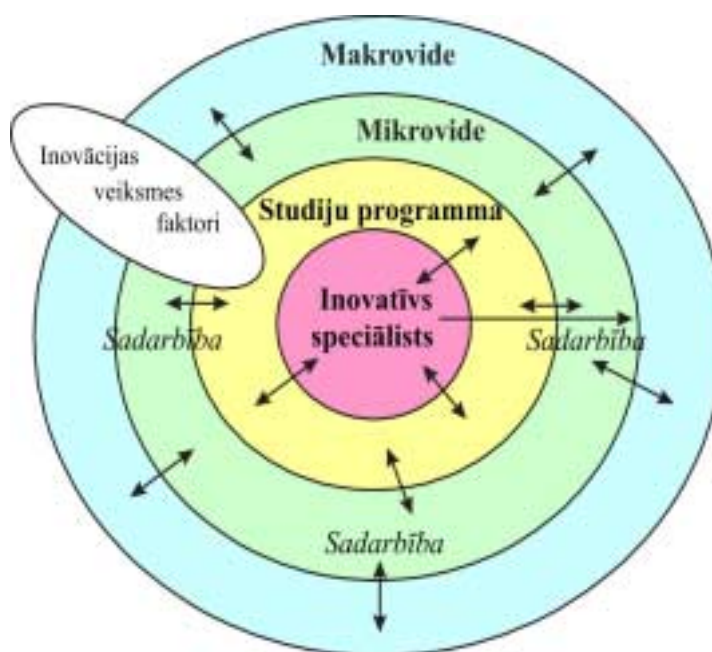 Makrovide
Mikrovide
Inovācijas
veiksmes
faktori
Studiju programma
Inovatīvs
speciālists
Sadarbība
Sadarbība
Sadarbība